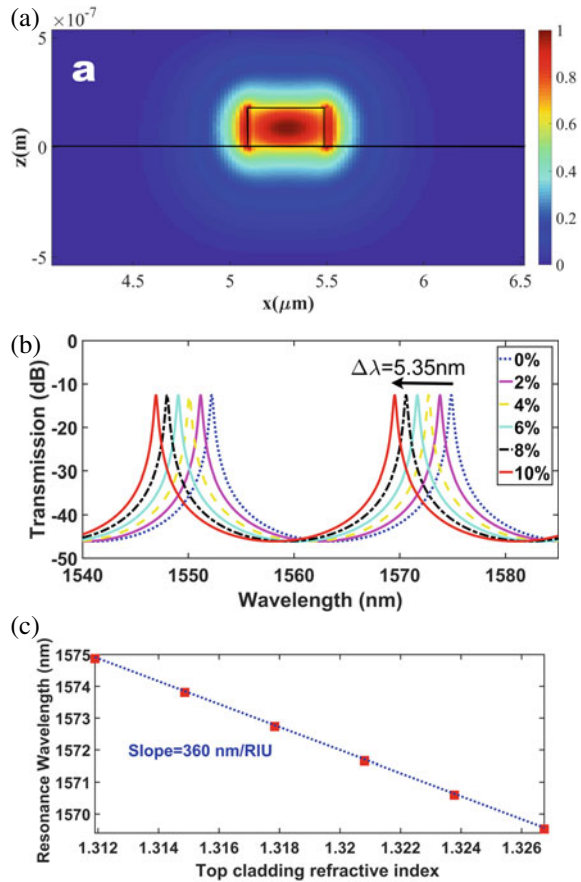 (a)
×10⁻⁷
5
0
-5
z(m)
a
4.5 5 5.5 6 6.5
x(μm)
1
0.8
0.6
0.4
0.2
0
(b)
0
-10
-20
-30
-40
-50
Transmission (dB)
Δλ=5.35nm
0%
2%
4%
6%
8%
10%
1540 1550 1560 1570 1580
Wavelength (nm)
(c)
1575
1574
1573
1572
1571
1570
Resonance Wavelength (nm)
Slope=360 nm/RIU
1.312 1.314 1.316 1.318 1.32 1.322 1.324 1.326
Top cladding refractive index